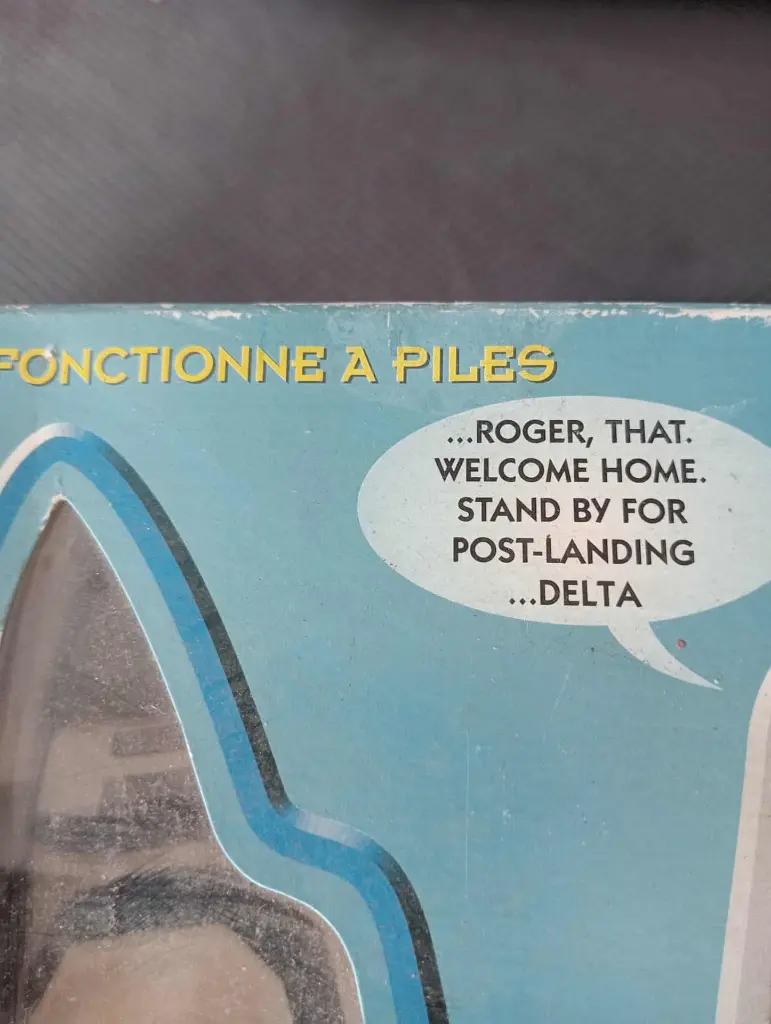 FONCTIONNE A PILES
...ROGER, THAT.
WELCOME HOME.
STAND BY FOR
POST-LANDING
...DELTA